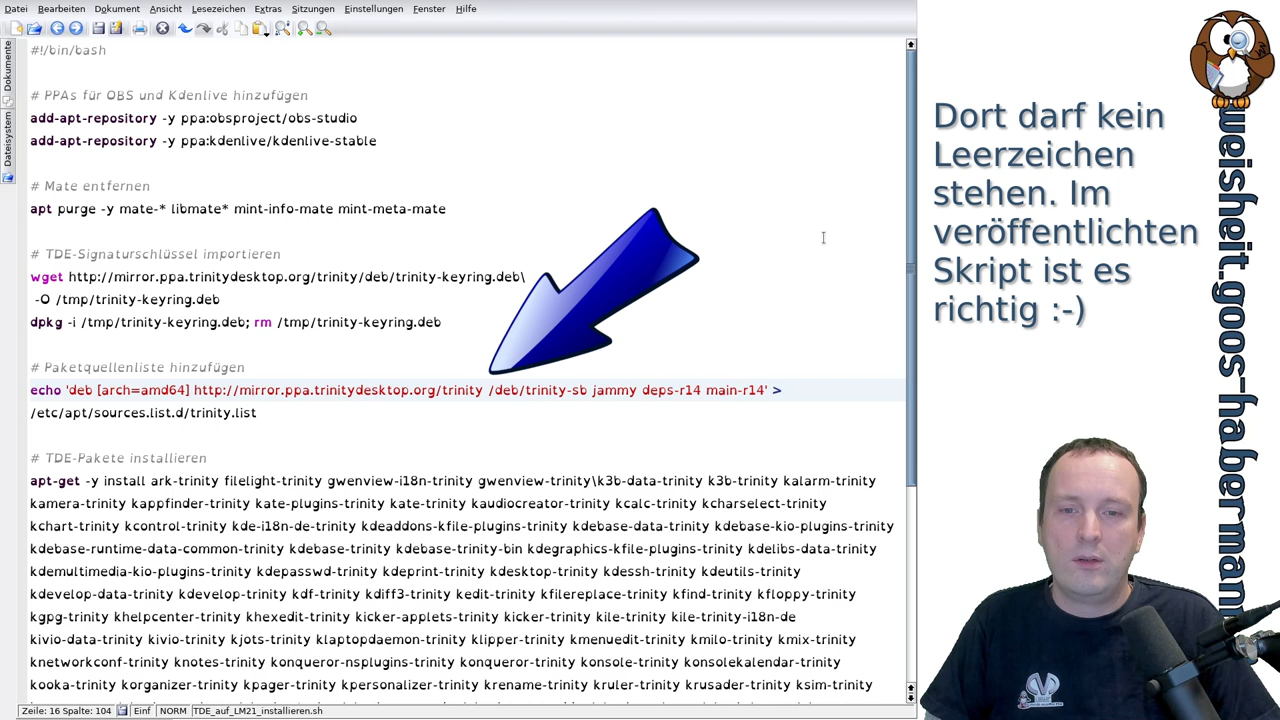 Datei Bearbeiten Dokument Ansicht Lesezeichen Extras Sitzungen Einstellungen Fenster Hilfe
Dokumente
Dateisystem
#!/bin/bash
# PPAs für OBS und Kdenlive hinzufügen
add-apt-repository -y ppa:obsproject/obs-studio
add-apt-repository -y ppa:kdenlive/kdenlive-stable
# Mate entfernen
apt purge -y mate-* libmate* mint-info-mate mint-meta-mate
# TDE-Signaturschlüssel importieren
wget http://mirror.ppa.trinitydesktop.org/trinity/deb/trinity-keyring.deb\
-O /tmp/trinity-keyring.deb
dpkg -i /tmp/trinity-keyring.deb; rm /tmp/trinity-keyring.deb
# Paketquellenliste hinzufügen
echo 'deb [arch=amd64] http://mirror.ppa.trinitydesktop.org/trinity /deb/trinity-sb jammy deps-r14 main-r14' >
/etc/apt/sources.list.d/trinity.list
# TDE-Pakete installieren
apt-get -y install ark-trinity filelight-trinity gwenview-i18n-trinity gwenview-trinity\k3b-data-trinity k3b-trinity kalarm-trinity
kamera-trinity kappfinder-trinity kate-plugins-trinity kate-trinity kaudiocreator-trinity kcalc-trinity kcharselect-trinity
kchart-trinity kcontrol-trinity kde-i18n-de-trinity kdeaddons-kfile-plugins-trinity kdebase-data-trinity kdebase-kio-plugins-trinity
kdebase-runtime-data-common-trinity kdebase-trinity kdebase-trinity-bin kdegraphics-kfile-plugins-trinity kdelibs-data-trinity
kdemultimedia-kio-plugins-trinity kdepasswd-trinity kdeprint-trinity kdesktop-trinity kdessh-trinity kdeutils-trinity
kdevelop-data-trinity kdevelop-trinity kdf-trinity kdiff3-trinity kedit-trinity kfilereplace-trinity kfind-trinity kfloppy-trinity
kgpg-trinity khelpcenter-trinity khexedit-trinity kicker-applets-trinity kicker-trinity kile-trinity kile-trinity-i18n-de
kivio-data-trinity kivio-trinity kjots-trinity klaptopdaemon-trinity klipper-trinity kmenuedit-trinity kmilo-trinity kmix-trinity
knetworkconf-trinity knotes-trinity konqueror-nsplugins-trinity konqueror-trinity konsole-trinity konsolekalendar-trinity
kooka-trinity korganizer-trinity kpager-trinity kpersonalizer-trinity krename-trinity kruler-trinity krusader-trinity ksim-trinity
Zeile: 16 Spalte: 104 Einf NORM TDE_auf_LM21_installieren.sh
Dort darf kein
Leerzeichen
stehen. Im
veröffentlichten
Skript ist es
richtig :-)